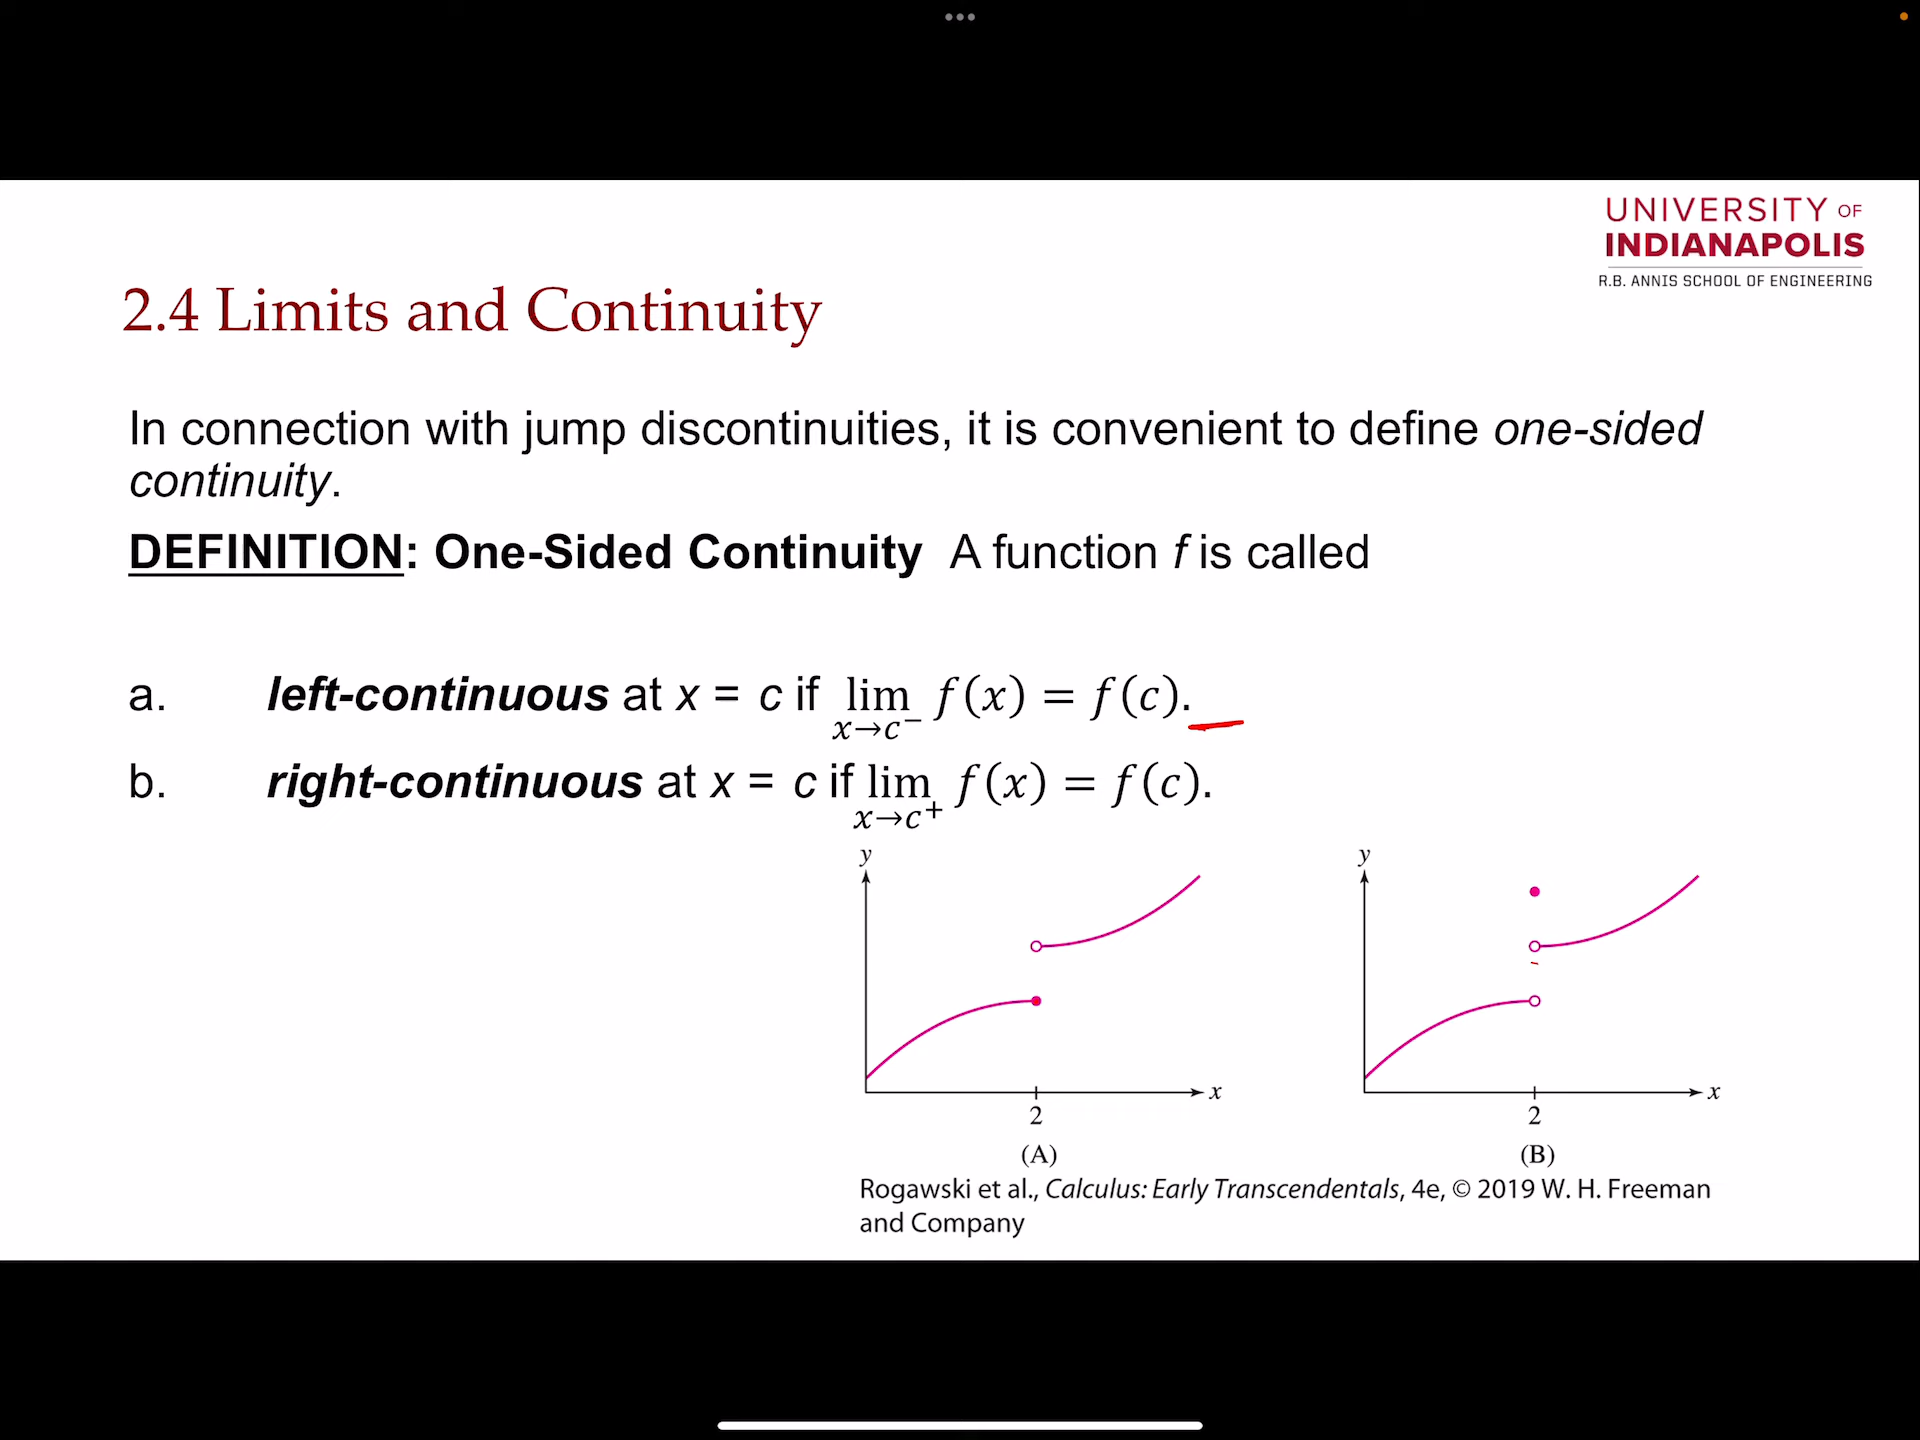 UNIVERSITY OF
INDIANAPOLIS
R.B. ANNIS SCHOOL OF ENGINEERING
2.4 Limits and Continuity
In connection with jump discontinuities, it is convenient to define one-sided
continuity.
DEFINITION: One-Sided Continuity A function f is called
a. left-continuous at x = c if lim f(x) = f(c).
x→c⁻
b. right-continuous at x = c if lim f(x) = f(c).
x→c⁺
y y
x x
2 2
(A) (B)
Rogawski et al., Calculus: Early Transcendentals, 4e, © 2019 W. H. Freeman
and Company